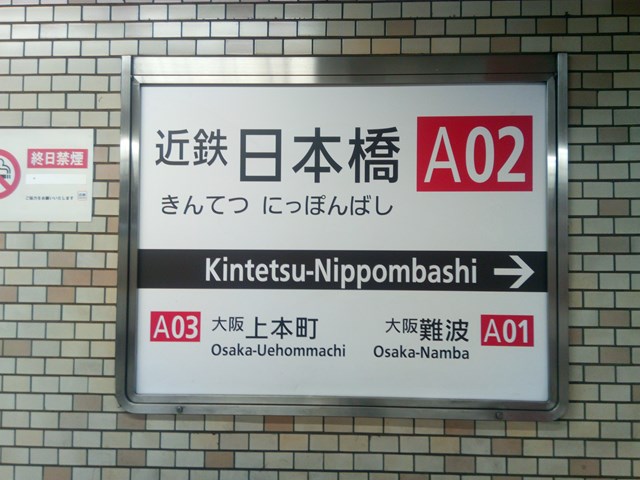 終日禁煙
近鉄 日本橋 A02
きんてつ にっぽんばし
Kintetsu-Nippombashi →
A03 大阪上本町 大阪難波 A01
Osaka-Uehommachi Osaka-Namba